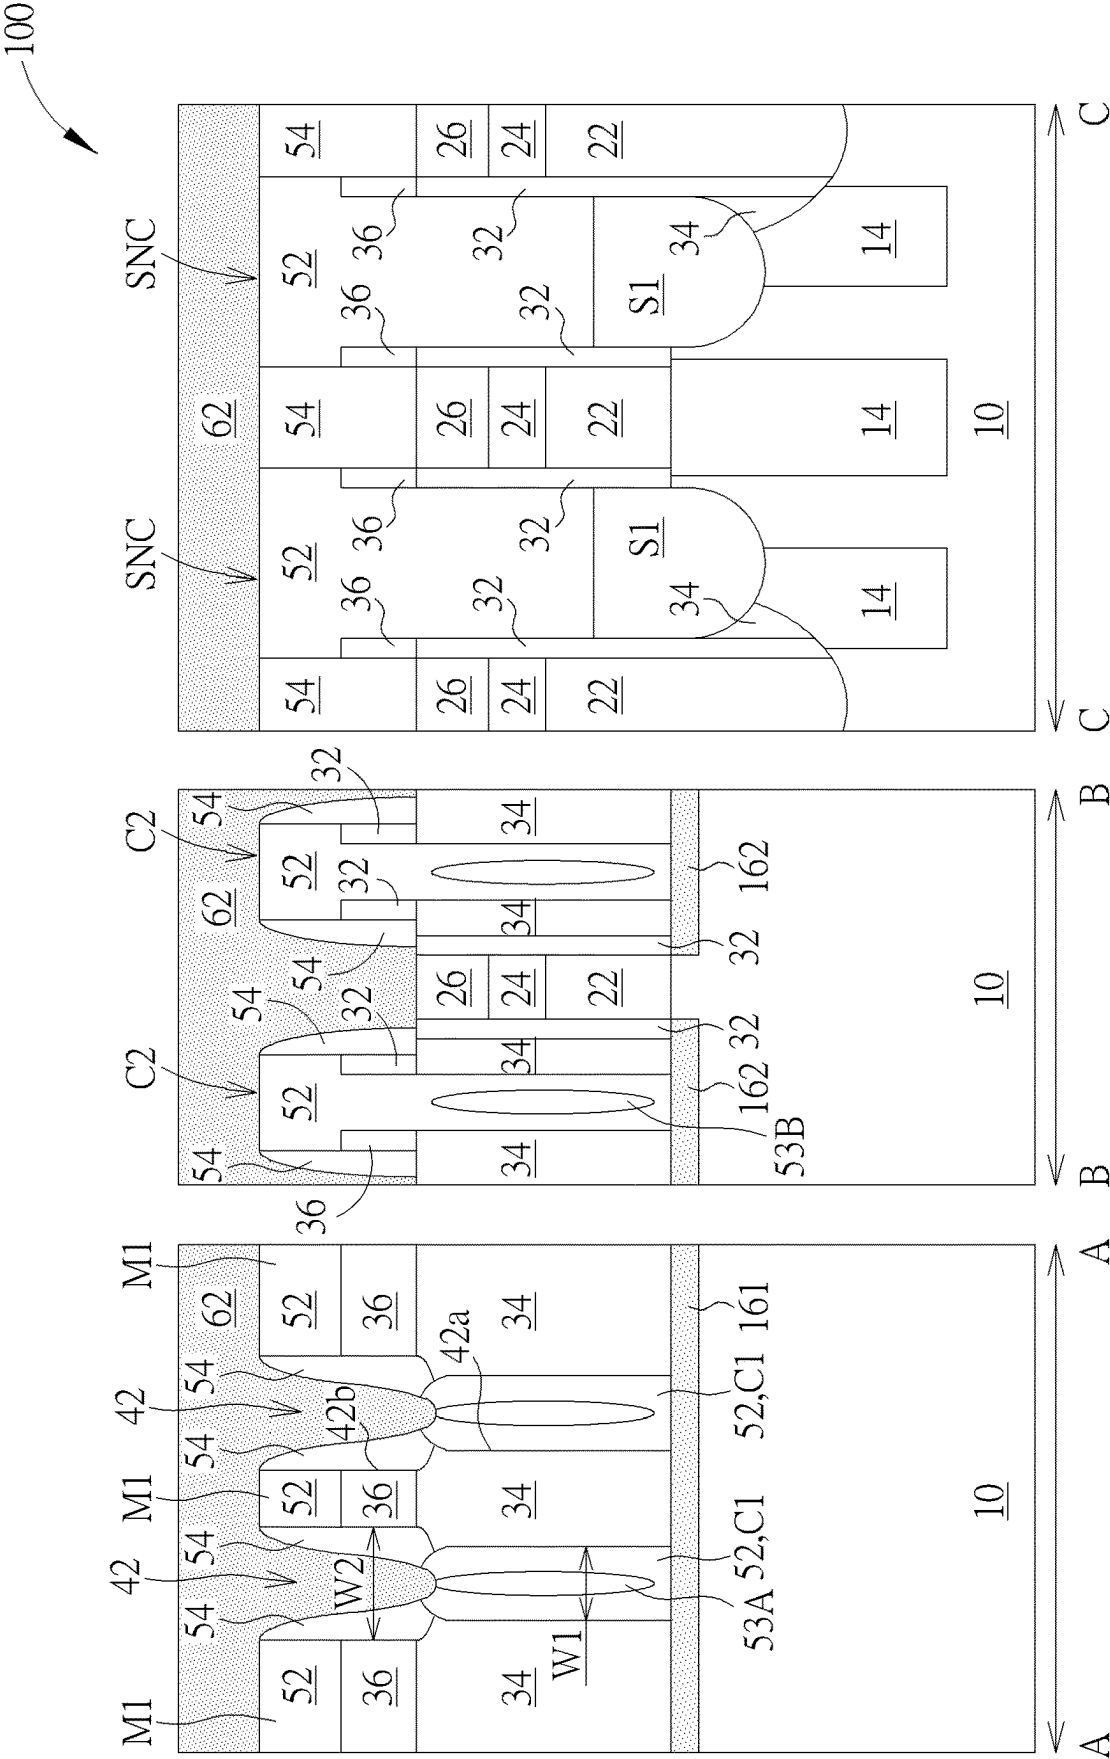 100
M1 42 M1 42 M1
54 54 54 54 62
52 52 52
36 W2 36 42b 36
34 34 42a 34
W1
53A 52,C1 52,C1 161
10
A A
C2 C2
54 54 54 62 54
52 52
36 32 32 32
34 34 26 34 34
24
22
162 32 32 162
53B
10
B B
SNC SNC
62
54 52 54 52 54
36 36 36 36
26 26 26
24 24 24
32 32 32 32
22 22 22
S1 S1
34 34
14 14 14
10
C C